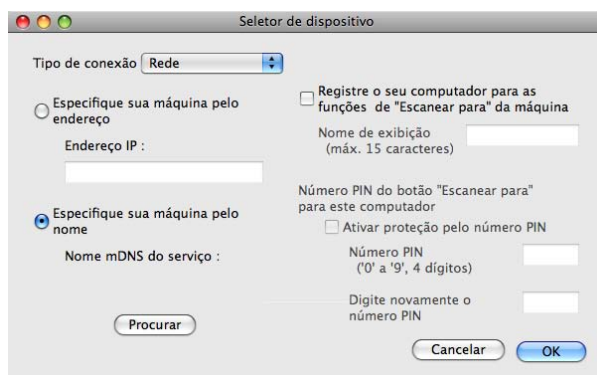 Seletor de dispositivo
Tipo de conexão Rede
Especifique sua máquina pelo
endereço
Endereço IP :
Especifique sua máquina pelo
nome
Nome mDNS do serviço :
Procurar
Registre o seu computador para as
funções de "Escanear para" da máquina
Nome de exibição
(máx. 15 caracteres)
Número PIN do botão "Escanear para"
para este computador
Ativar proteção pelo número PIN
Número PIN
('0' a '9', 4 dígitos)
Digite novamente o
número PIN
Cancelar
OK